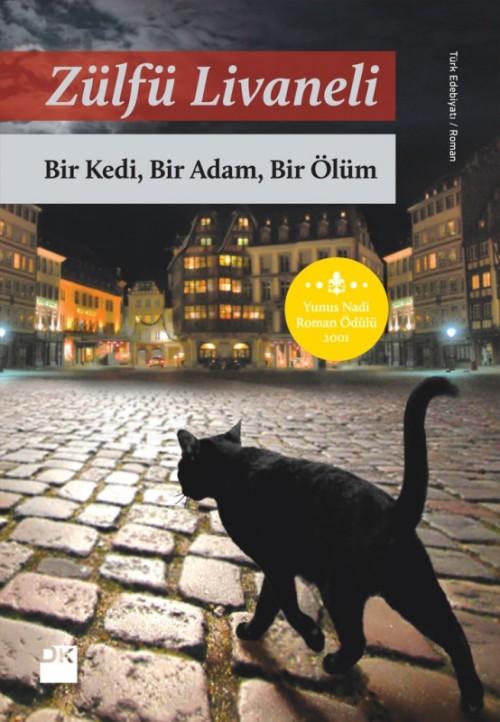 Zülfü Livaneli
Türk Edebiyatı / Roman
Bir Kedi, Bir Adam, Bir Ölüm
Yunus Nadi
Roman Ödülü
2001
DK